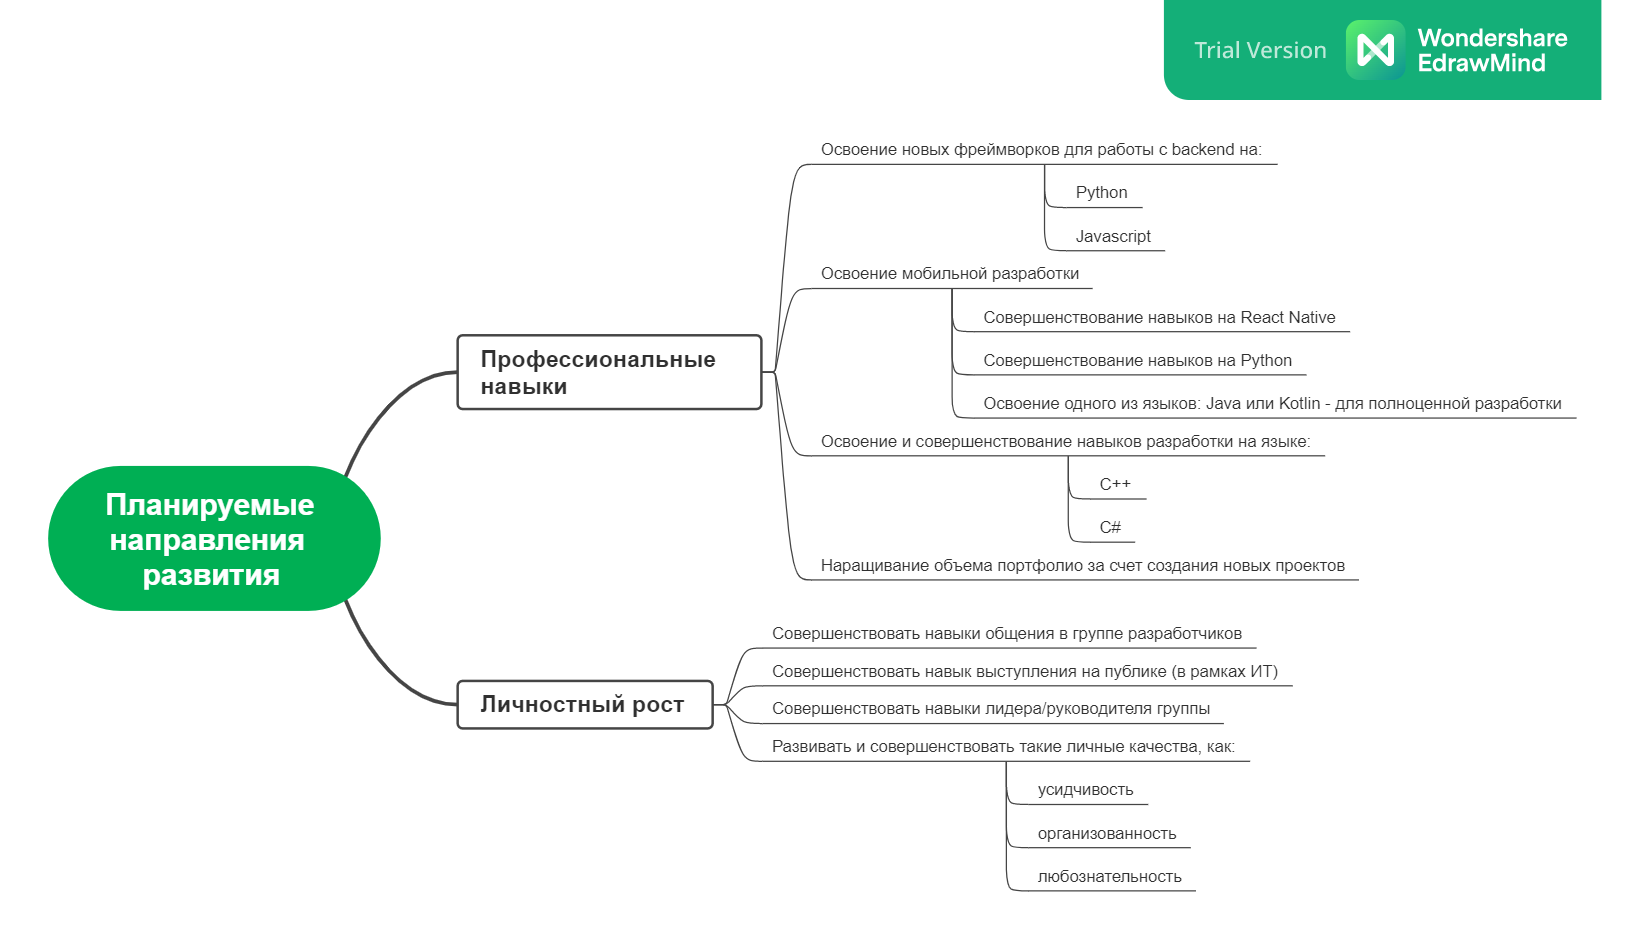 Trial Version
Wondershare
EdrawMind
Освоение новых фреймворков для работы с backend на:
Python
Javascript
Освоение мобильной разработки
Совершенствование навыков на React Native
Совершенствование навыков на Python
Освоение одного из языков: Java или Kotlin - для полноценной разработки
Профессиональные
навыки
Освоение и совершенствование навыков разработки на языке:
C++
C#
Наращивание объема портфолио за счет создания новых проектов
Планируемые
направления
развития
Совершенствовать навыки общения в группе разработчиков
Совершенствовать навык выступления на публике (в рамках ИТ)
Личностный рост
Совершенствовать навыки лидера/руководителя группы
Развивать и совершенствовать такие личные качества, как:
усидчивость
организованность
любознательность